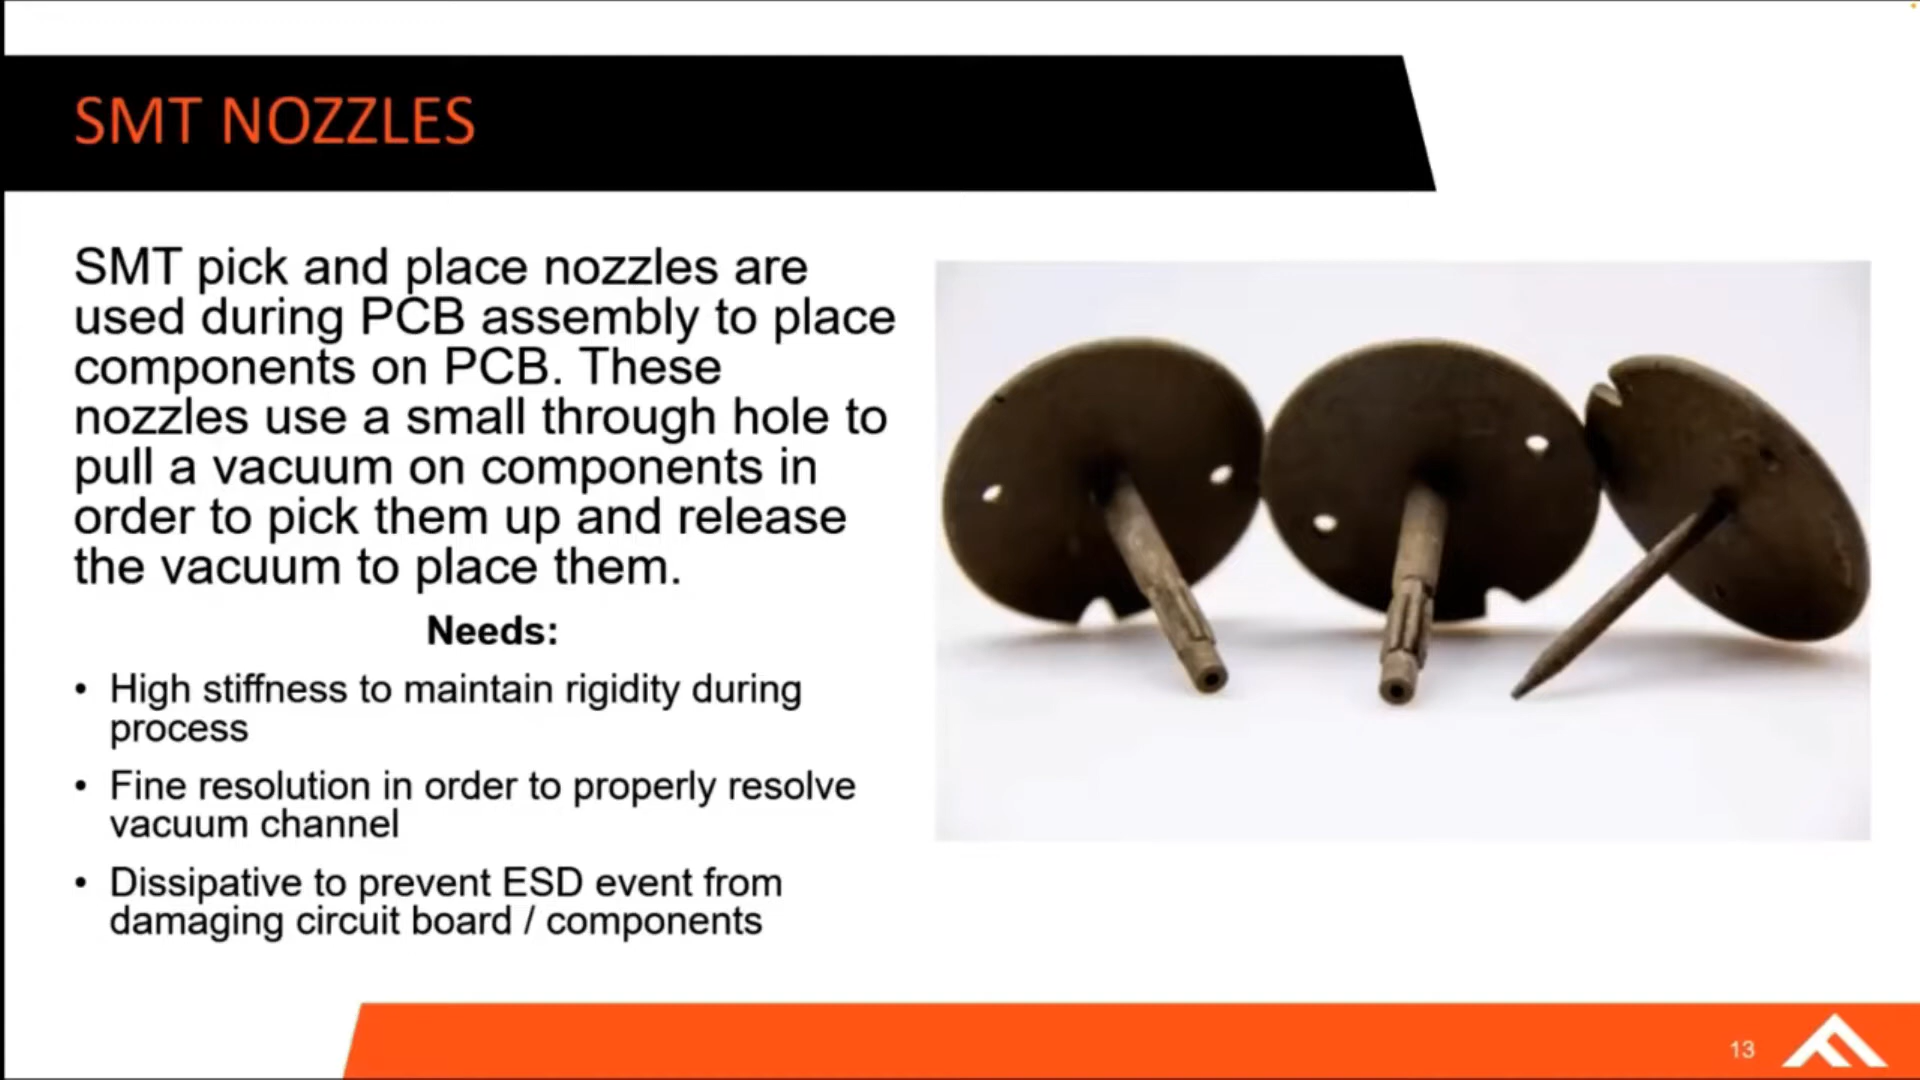 SMT NOZZLES
SMT pick and place nozzles are
used during PCB assembly to place
components on PCB. These
nozzles use a small through hole to
pull a vacuum on components in
order to pick them up and release
the vacuum to place them.
Needs:
• High stiffness to maintain rigidity during
process
• Fine resolution in order to properly resolve
vacuum channel
• Dissipative to prevent ESD event from
damaging circuit board / components
13